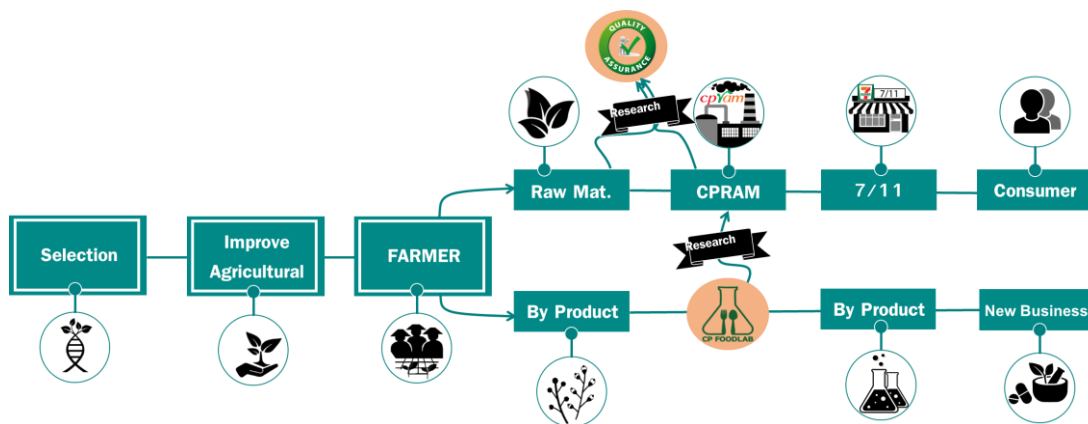 QUALITY
ASSURANCE
Research
cpram
7/11
Raw Mat.
CPRAM
7/11
Consumer
Selection
Improve
Agricultural
FARMER
Research
By Product
CP FOODLAB
By Product
New Business